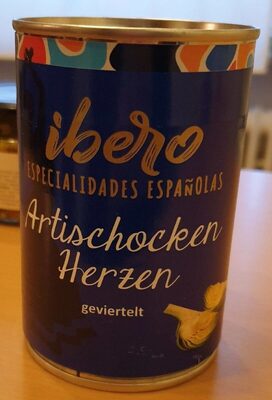 ibero
ESPECIALIDADES ESPAÑOLAS
Artischocken
Herzen
geviertelt